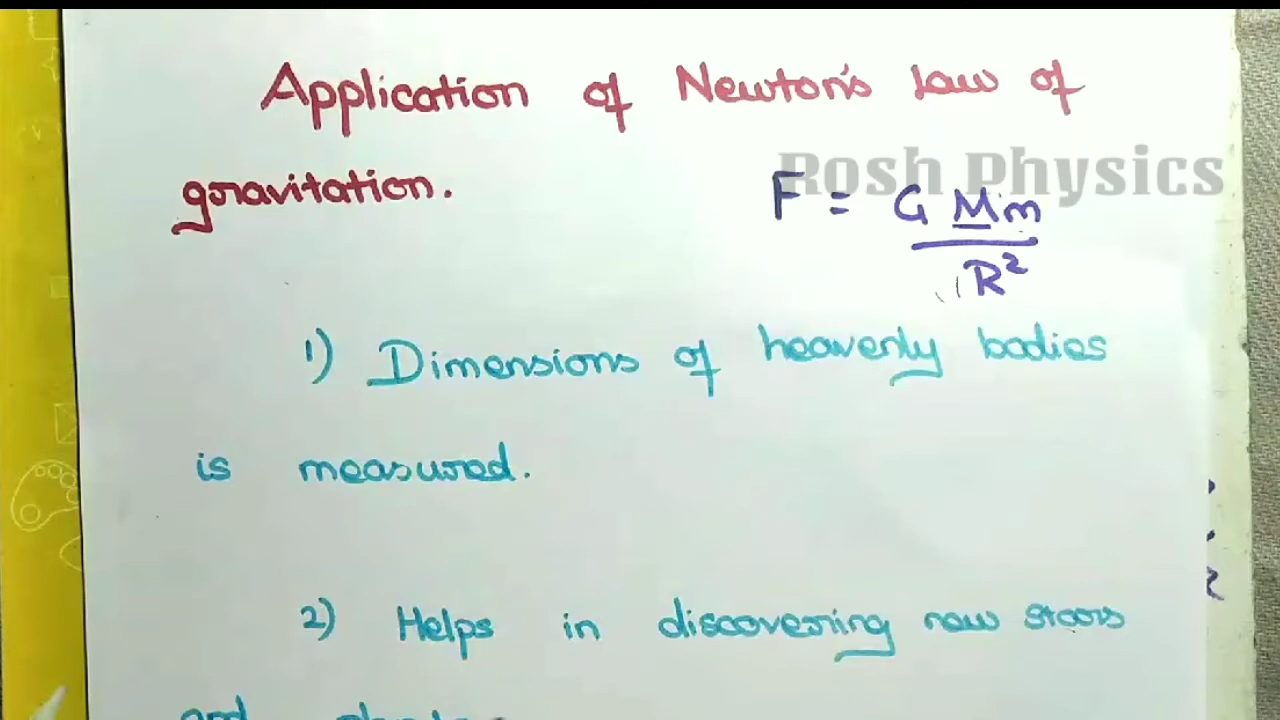 Application of Newton's law of
Rosh Physics
gravitation.
F = G Mm
R²
1) Dimensions of heavenly bodies
is measured.
2) Helps in discovering new stars
and